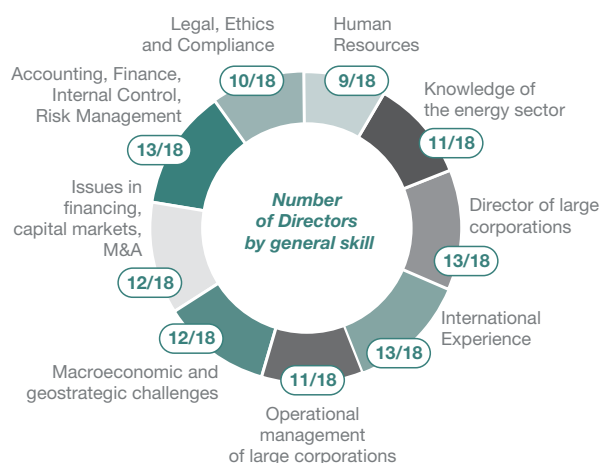 Legal, Ethics
and Compliance
10/18
Human
Resources
9/18
Knowledge of
the energy sector
11/18
Director of large
corporations
13/18
International
Experience
13/18
Operational
management
of large corporations
11/18
Macroeconomic and
geostrategic challenges
12/18
Issues in
financing,
capital markets,
M&A
12/18
Accounting, Finance,
Internal Control,
Risk Management
13/18
Number
of Directors
by general skill